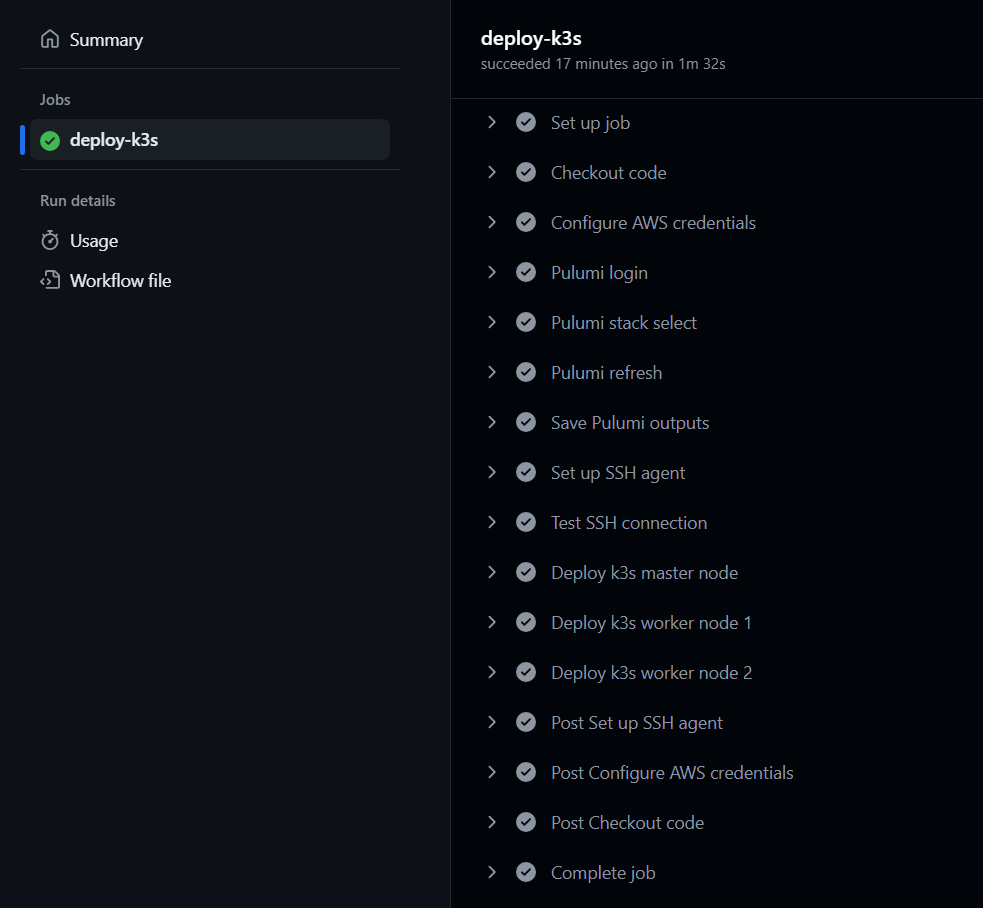 Summary
Jobs
deploy-k3s
Run details
Usage
Workflow file
deploy-k3s
succeeded 17 minutes ago in 1m 32s
Set up job
Checkout code
Configure AWS credentials
Pulumi login
Pulumi stack select
Pulumi refresh
Save Pulumi outputs
Set up SSH agent
Test SSH connection
Deploy k3s master node
Deploy k3s worker node 1
Deploy k3s worker node 2
Post Set up SSH agent
Post Configure AWS credentials
Post Checkout code
Complete job